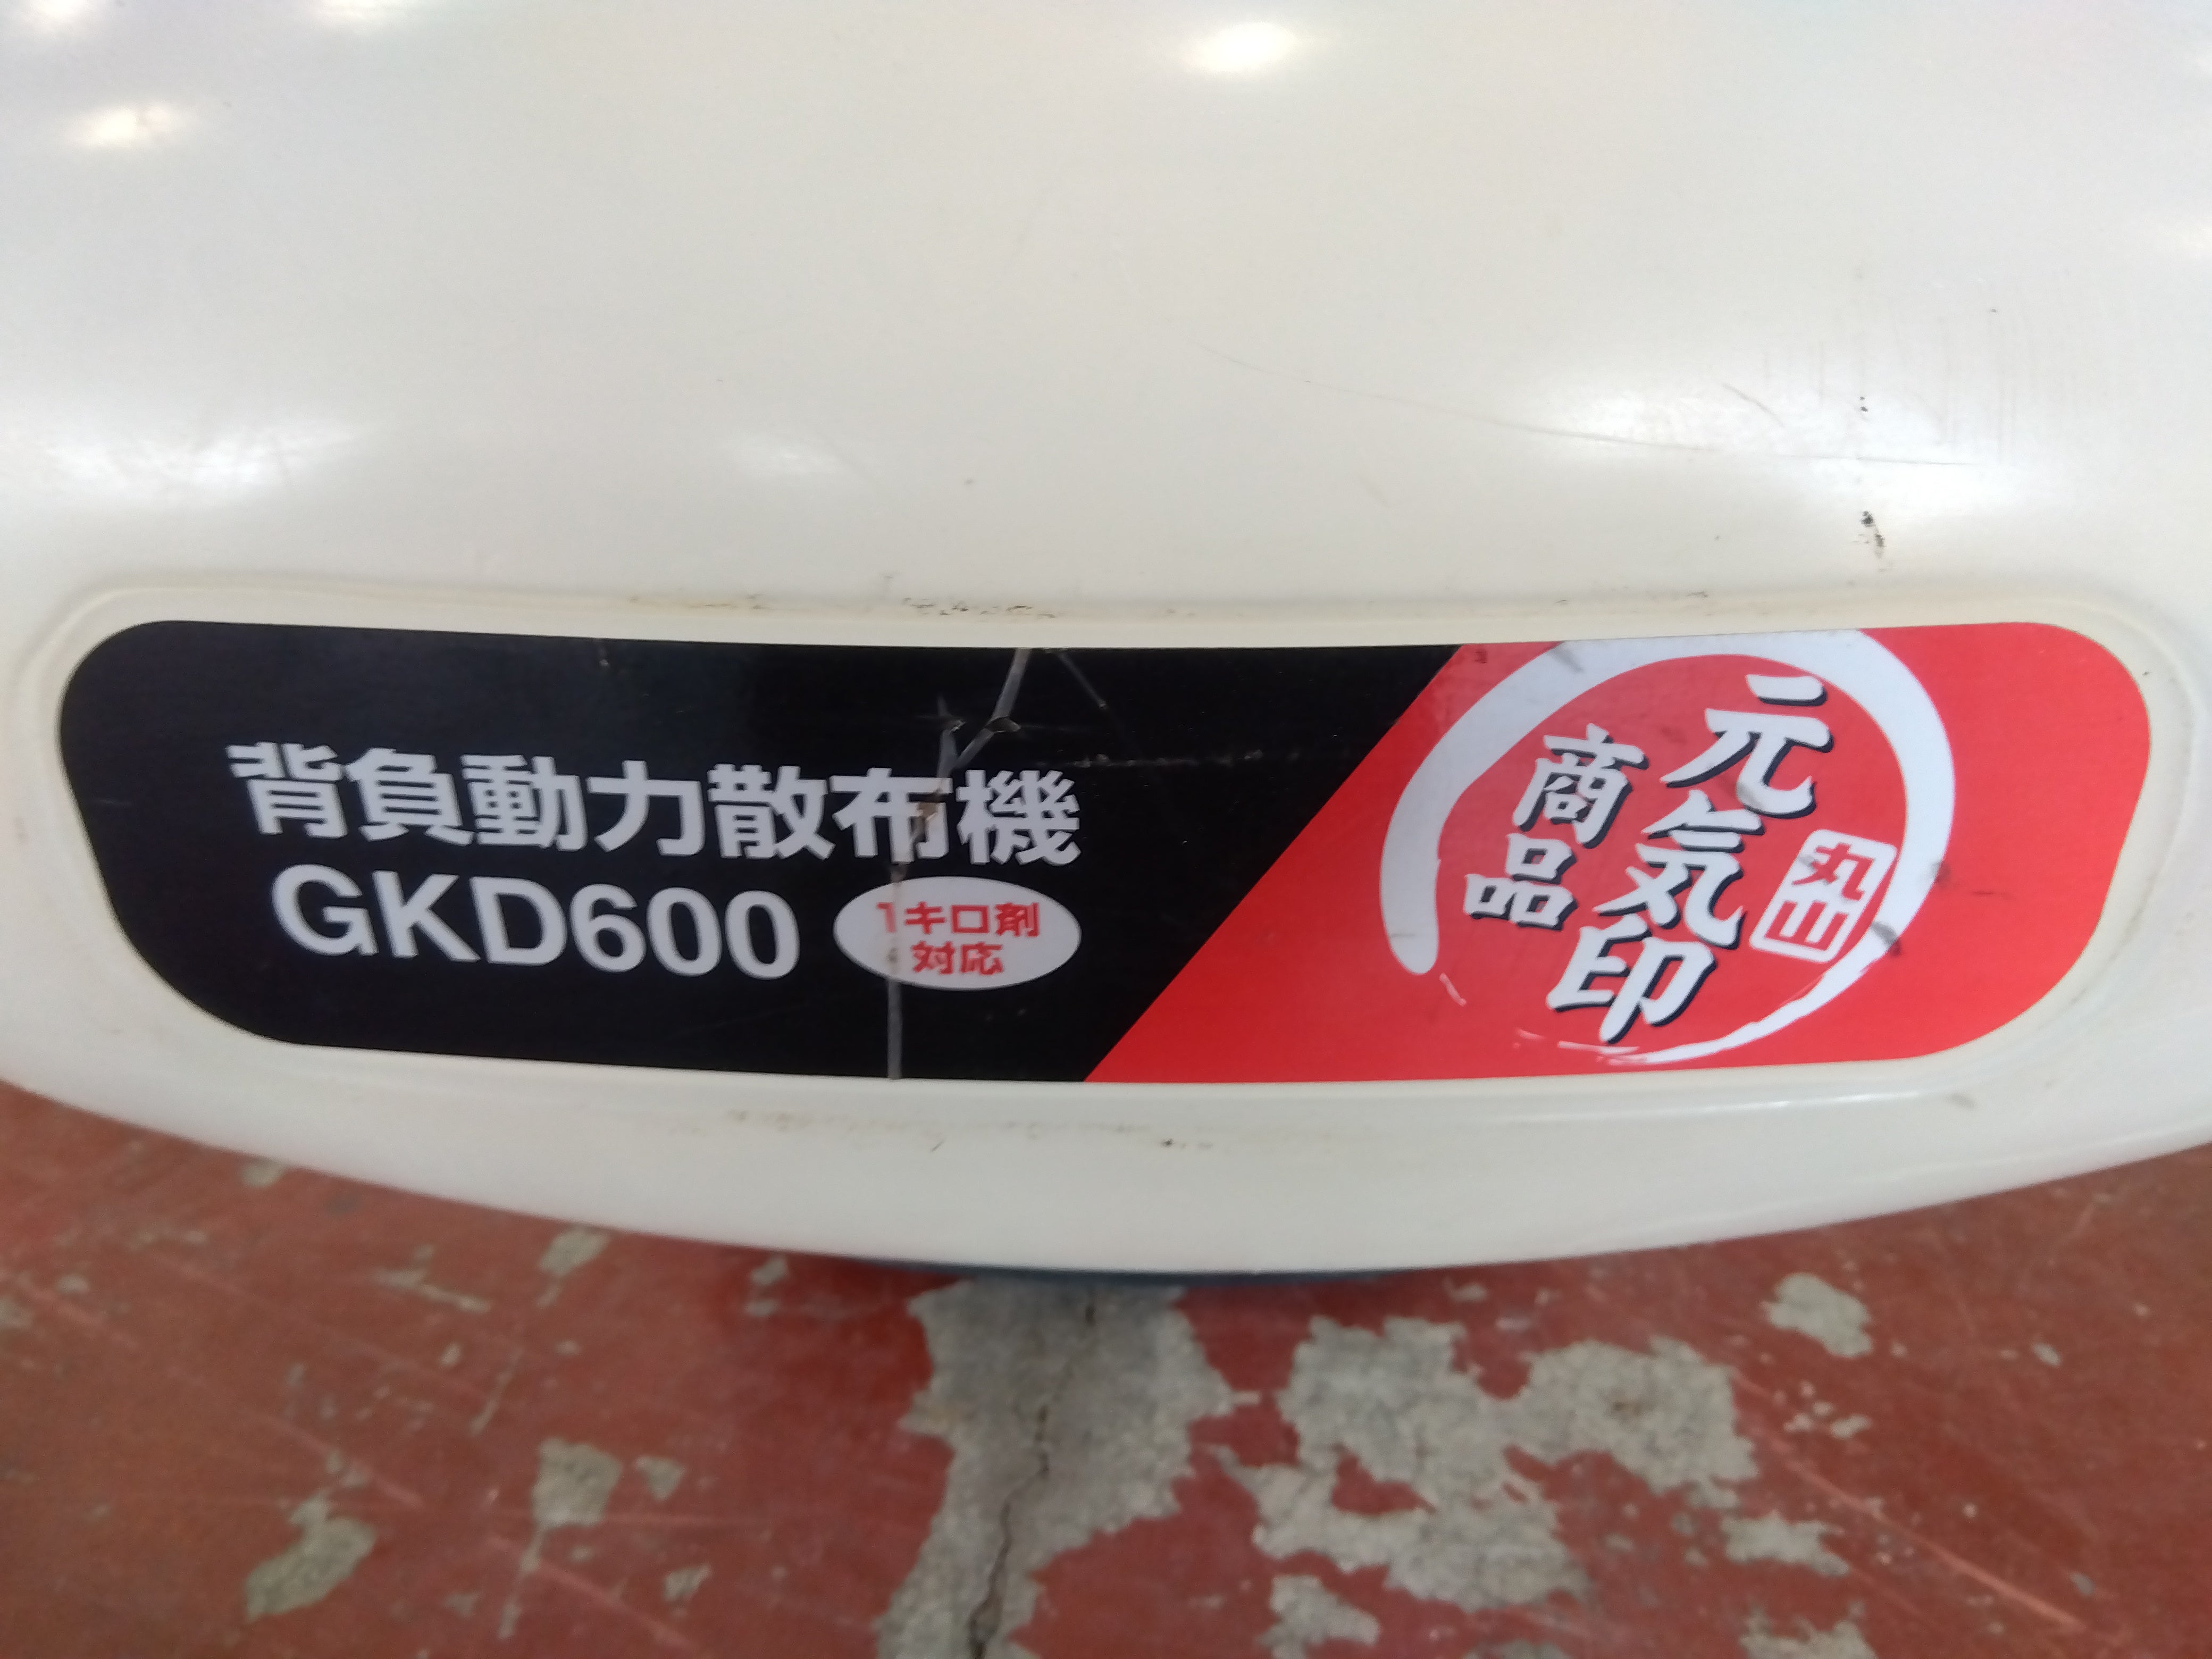 背負動力散布機
GKD600
1キロ剤
対応
元気印
商品
丸山